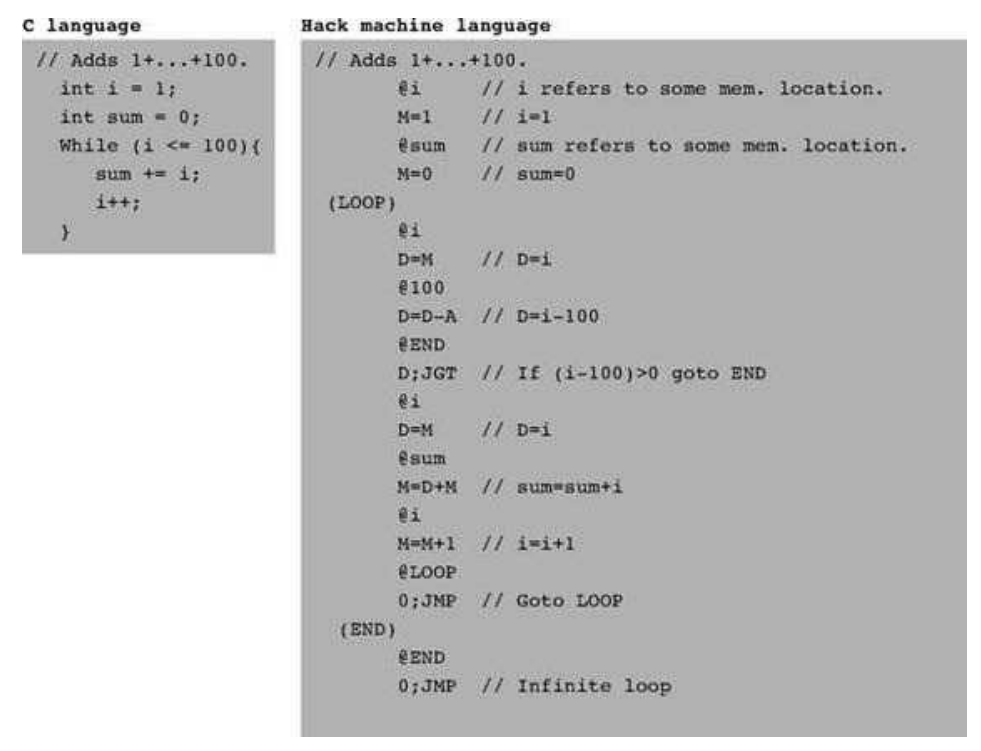 C language
// Adds 1+...+100.
int i = 1;
int sum = 0;
While (i <= 100){
sum += i;
i++;
}
Hack machine language
// Adds 1+...+100.
@i // i refers to some mem. location.
M=1 // i=1
@sum // sum refers to some mem. location.
M=0 // sum=0
(LOOP)
@i
D=M // D=i
@100
D=D-A // D=i-100
@END
D;JGT // If (i-100)>0 goto END
@i
D=M // D=i
@sum
M=D+M // sum=sum+i
@i
M=M+1 // i=i+1
@LOOP
0;JMP // Goto LOOP
(END)
@END
0;JMP // Infinite loop